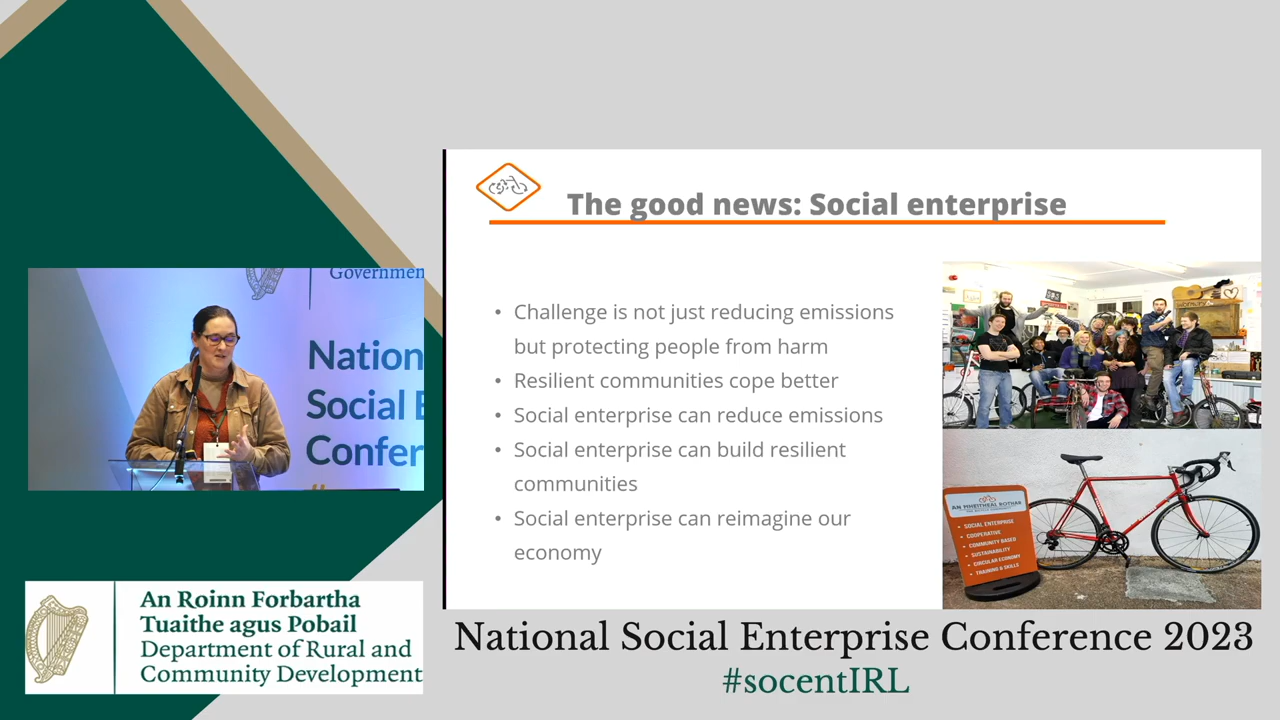 Governmen
Nation
Social E
Confer
The good news: Social enterprise
• Challenge is not just reducing emissions
but protecting people from harm
• Resilient communities cope better
• Social enterprise can reduce emissions
• Social enterprise can build resilient
communities
• Social enterprise can reimagine our
economy
AN MHEITHEAL ROTHAR
• SOCIAL ENTERPRISE
• COOPERATIVE
• COMMUNITY BASED
• SUSTAINABILITY
• CIRCULAR ECONOMY
• TRAINING & SKILLS
An Roinn Forbartha
Tuaithe agus Pobail
Department of Rural and
Community Development
National Social Enterprise Conference 2023
#socentIRL